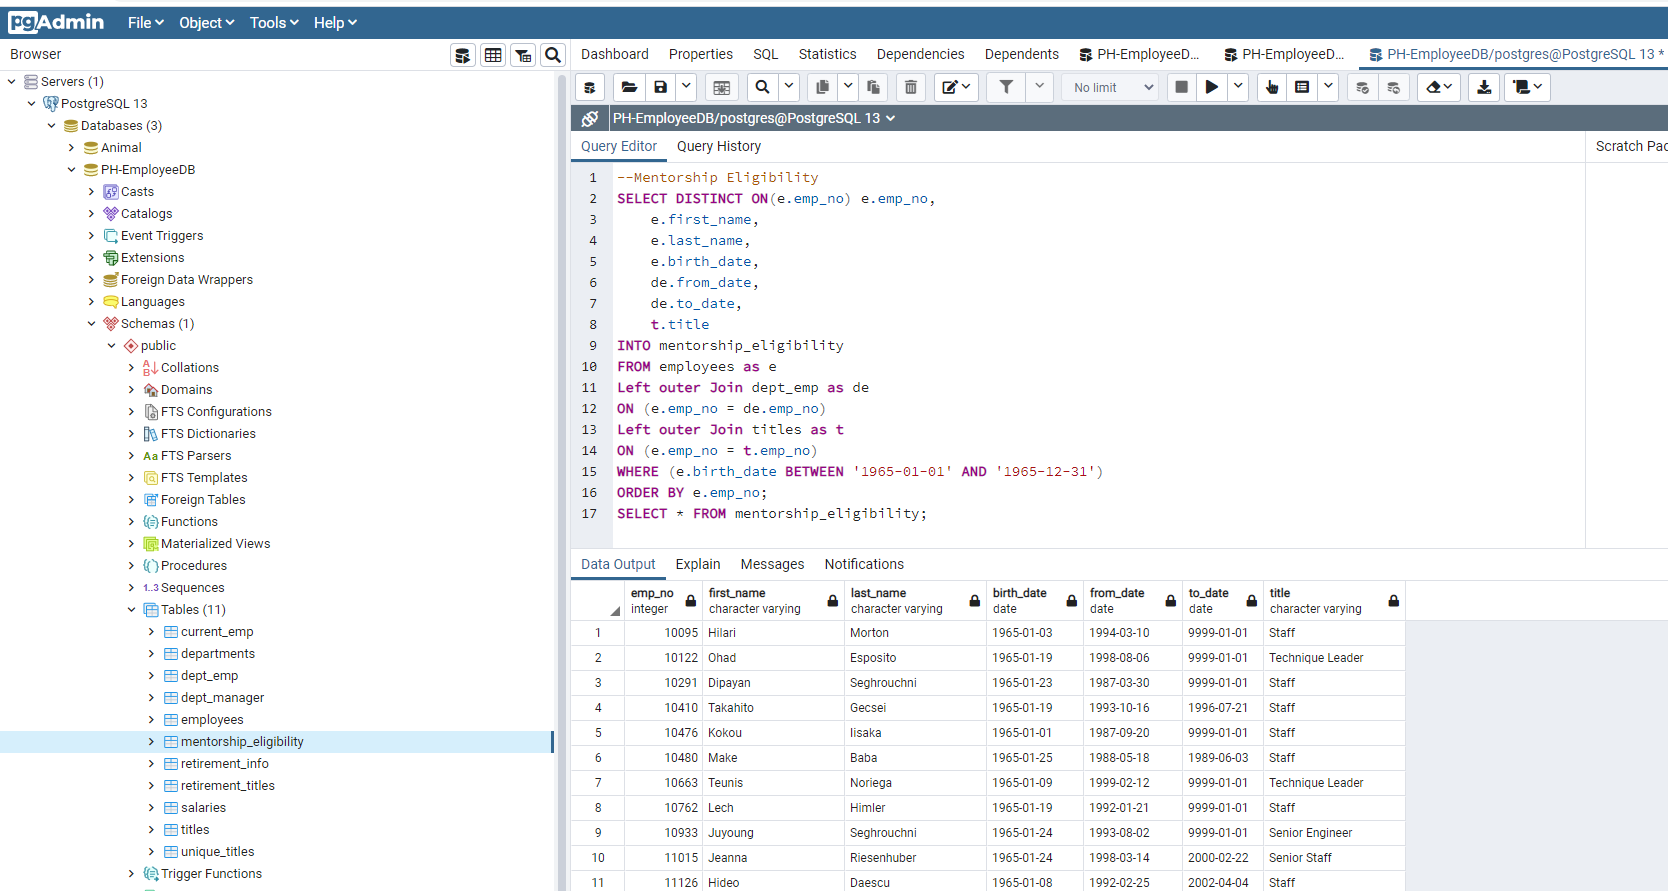 pgAdmin File Object Tools Help
Browser
Servers (1)
PostgreSQL 13
Databases (3)
Animal
PH-EmployeeDB
Casts
Catalogs
Event Triggers
Extensions
Foreign Data Wrappers
Languages
Schemas (1)
public
Collations
Domains
FTS Configurations
FTS Dictionaries
Aa FTS Parsers
FTS Templates
Foreign Tables
Functions
Materialized Views
Procedures
1..3 Sequences
Tables (11)
current_emp
departments
dept_emp
dept_manager
employees
mentorship_eligibility
retirement_info
retirement_titles
salaries
titles
unique_titles
Trigger Functions
Dashboard Properties SQL Statistics Dependencies Dependents PH-EmployeeD... PH-EmployeeD... PH-EmployeeDB/postgres@PostgreSQL 13 *
No limit
PH-EmployeeDB/postgres@PostgreSQL 13
Query Editor Query History Scratch Pad
1 --Mentorship Eligibility
2 SELECT DISTINCT ON(e.emp_no) e.emp_no,
3 e.first_name,
4 e.last_name,
5 e.birth_date,
6 de.from_date,
7 de.to_date,
8 t.title
9 INTO mentorship_eligibility
10 FROM employees as e
11 Left outer Join dept_emp as de
12 ON (e.emp_no = de.emp_no)
13 Left outer Join titles as t
14 ON (e.emp_no = t.emp_no)
15 WHERE (e.birth_date BETWEEN '1965-01-01' AND '1965-12-31')
16 ORDER BY e.emp_no;
17 SELECT * FROM mentorship_eligibility;
Data Output Explain Messages Notifications
emp_no first_name last_name birth_date from_date to_date title
integer character varying character varying date date date character varying
1 10095 Hilari Morton 1965-01-03 1994-03-10 9999-01-01 Staff
2 10122 Ohad Esposito 1965-01-19 1998-08-06 9999-01-01 Technique Leader
3 10291 Dipayan Seghrouchni 1965-01-23 1987-03-30 9999-01-01 Staff
4 10410 Takahito Gecsei 1965-01-19 1993-10-16 1996-07-21 Staff
5 10476 Kokou Iisaka 1965-01-01 1987-09-20 9999-01-01 Staff
6 10480 Make Baba 1965-01-25 1988-05-18 1989-06-03 Staff
7 10663 Teunis Noriega 1965-01-09 1999-02-12 9999-01-01 Technique Leader
8 10762 Lech Himler 1965-01-19 1992-01-21 9999-01-01 Staff
9 10933 Juyoung Seghrouchni 1965-01-24 1993-08-02 9999-01-01 Senior Engineer
10 11015 Jeanna Riesenhuber 1965-01-24 1998-03-14 2000-02-22 Senior Staff
11 11126 Hideo Daescu 1965-01-08 1992-02-25 2002-04-04 Staff